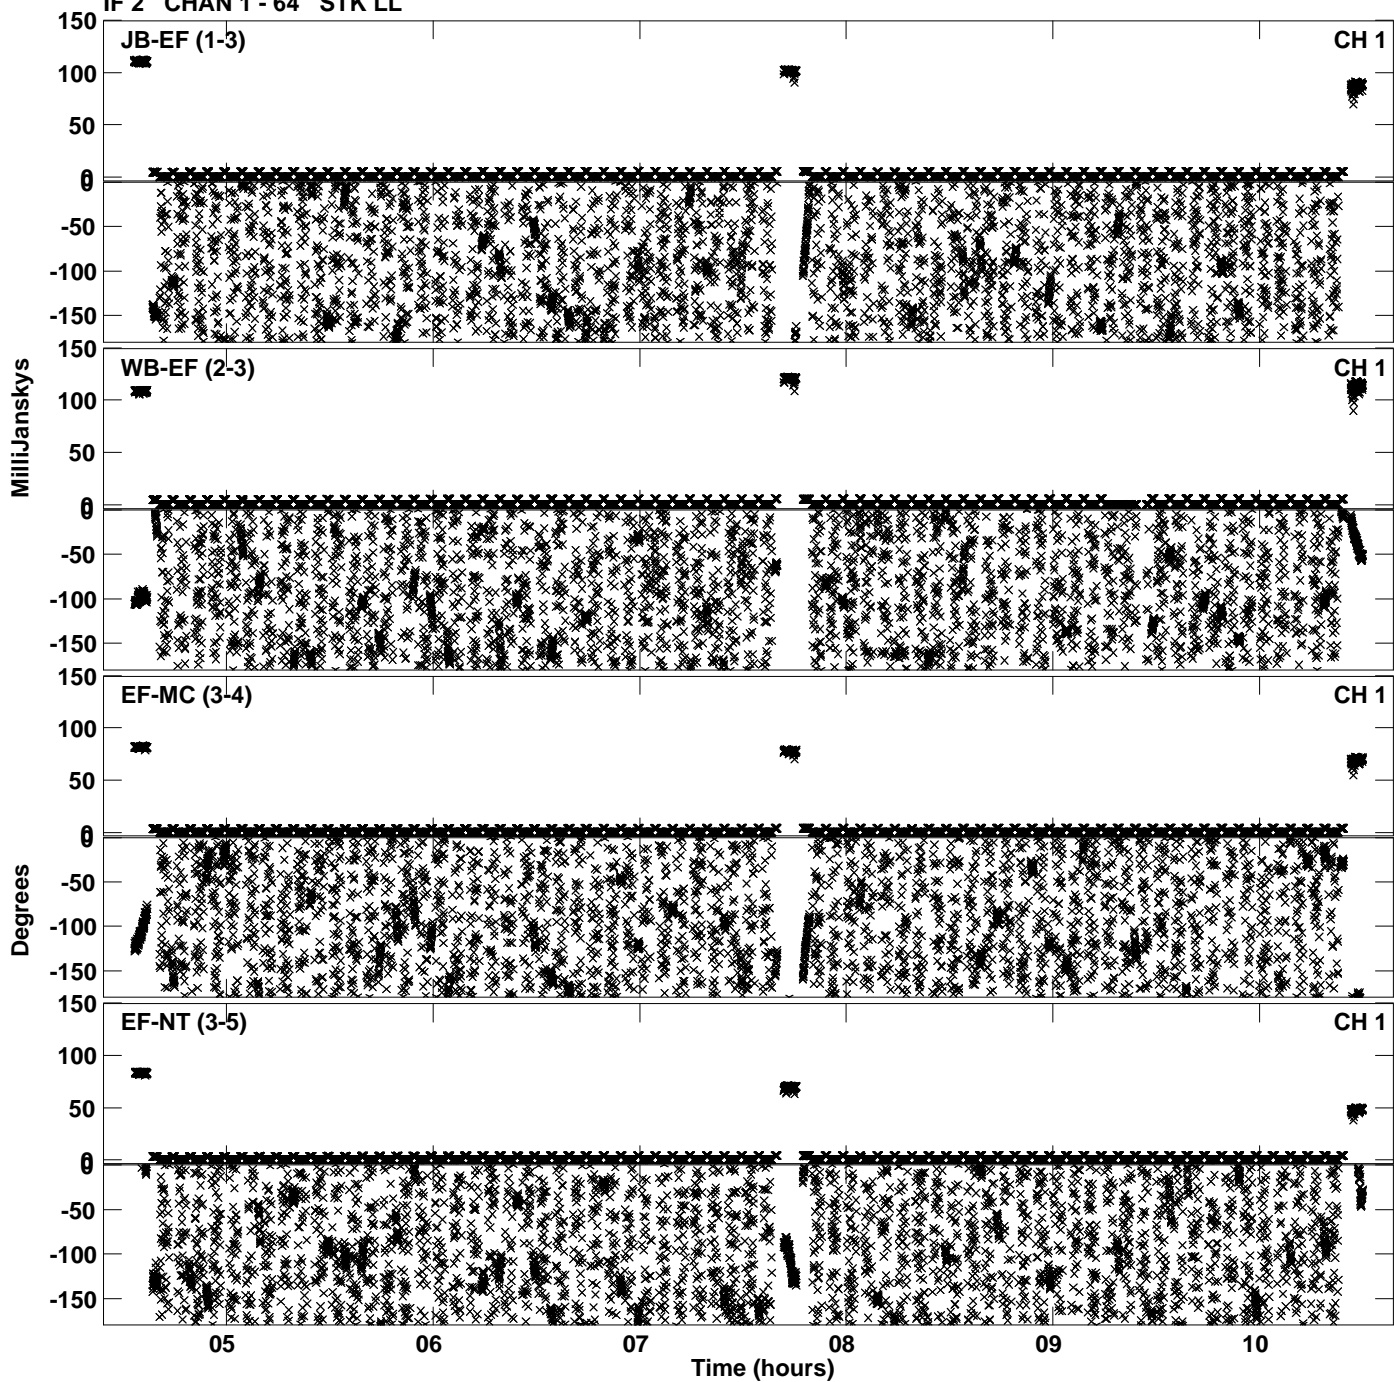 IF 2 CHAN 1 - 64 STK LL
150
JB-EF (1-3)
CH 1
100
50
0
0
-50
-100
-150
150
WB-EF (2-3)
CH 1
100
50
0
0
-50
-100
-150
MilliJanskys
150
EF-MC (3-4)
CH 1
100
50
0
0
-50
-100
-150
Degrees
150
EF-NT (3-5)
CH 1
100
50
0
0
-50
-100
-150
05 06 07 08 09 10
Time (hours)